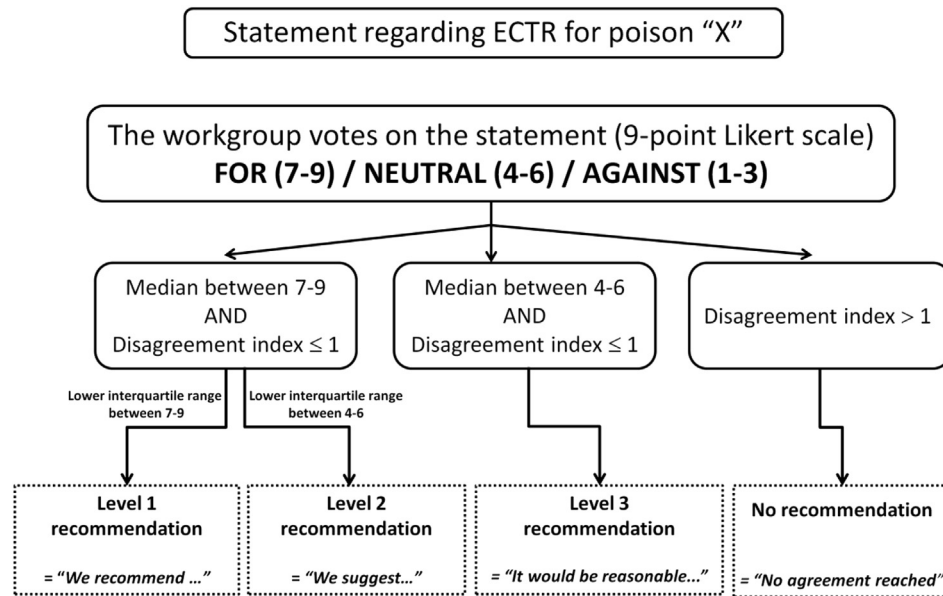 Statement regarding ECTR for poison “X”
The workgroup votes on the statement (9-point Likert scale)
FOR (7-9) / NEUTRAL (4-6) / AGAINST (1-3)
Median between 7-9
AND
Disagreement index ≤ 1
Median between 4-6
AND
Disagreement index ≤ 1
Disagreement index > 1
Lower interquartile range
between 7-9
Lower interquartile range
between 4-6
Level 1
recommendation
= “We recommend ...”
Level 2
recommendation
= “We suggest...”
Level 3
recommendation
= “It would be reasonable...”
No recommendation
= “No agreement reached”